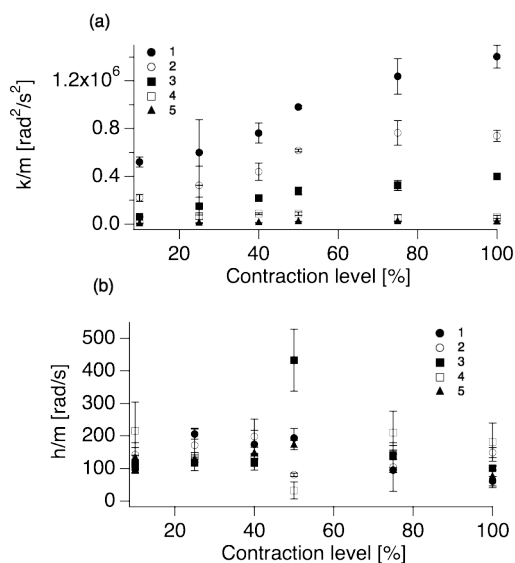 (a)
1
2
3
4
5
1.2x10⁶
0.8
0.4
0.0
k/m [rad²/s²]
20 40 60 80 100
Contraction level [%]
(b)
500
400
300
200
100
0
h/m [rad/s]
1
2
3
4
5
20 40 60 80 100
Contraction level [%]